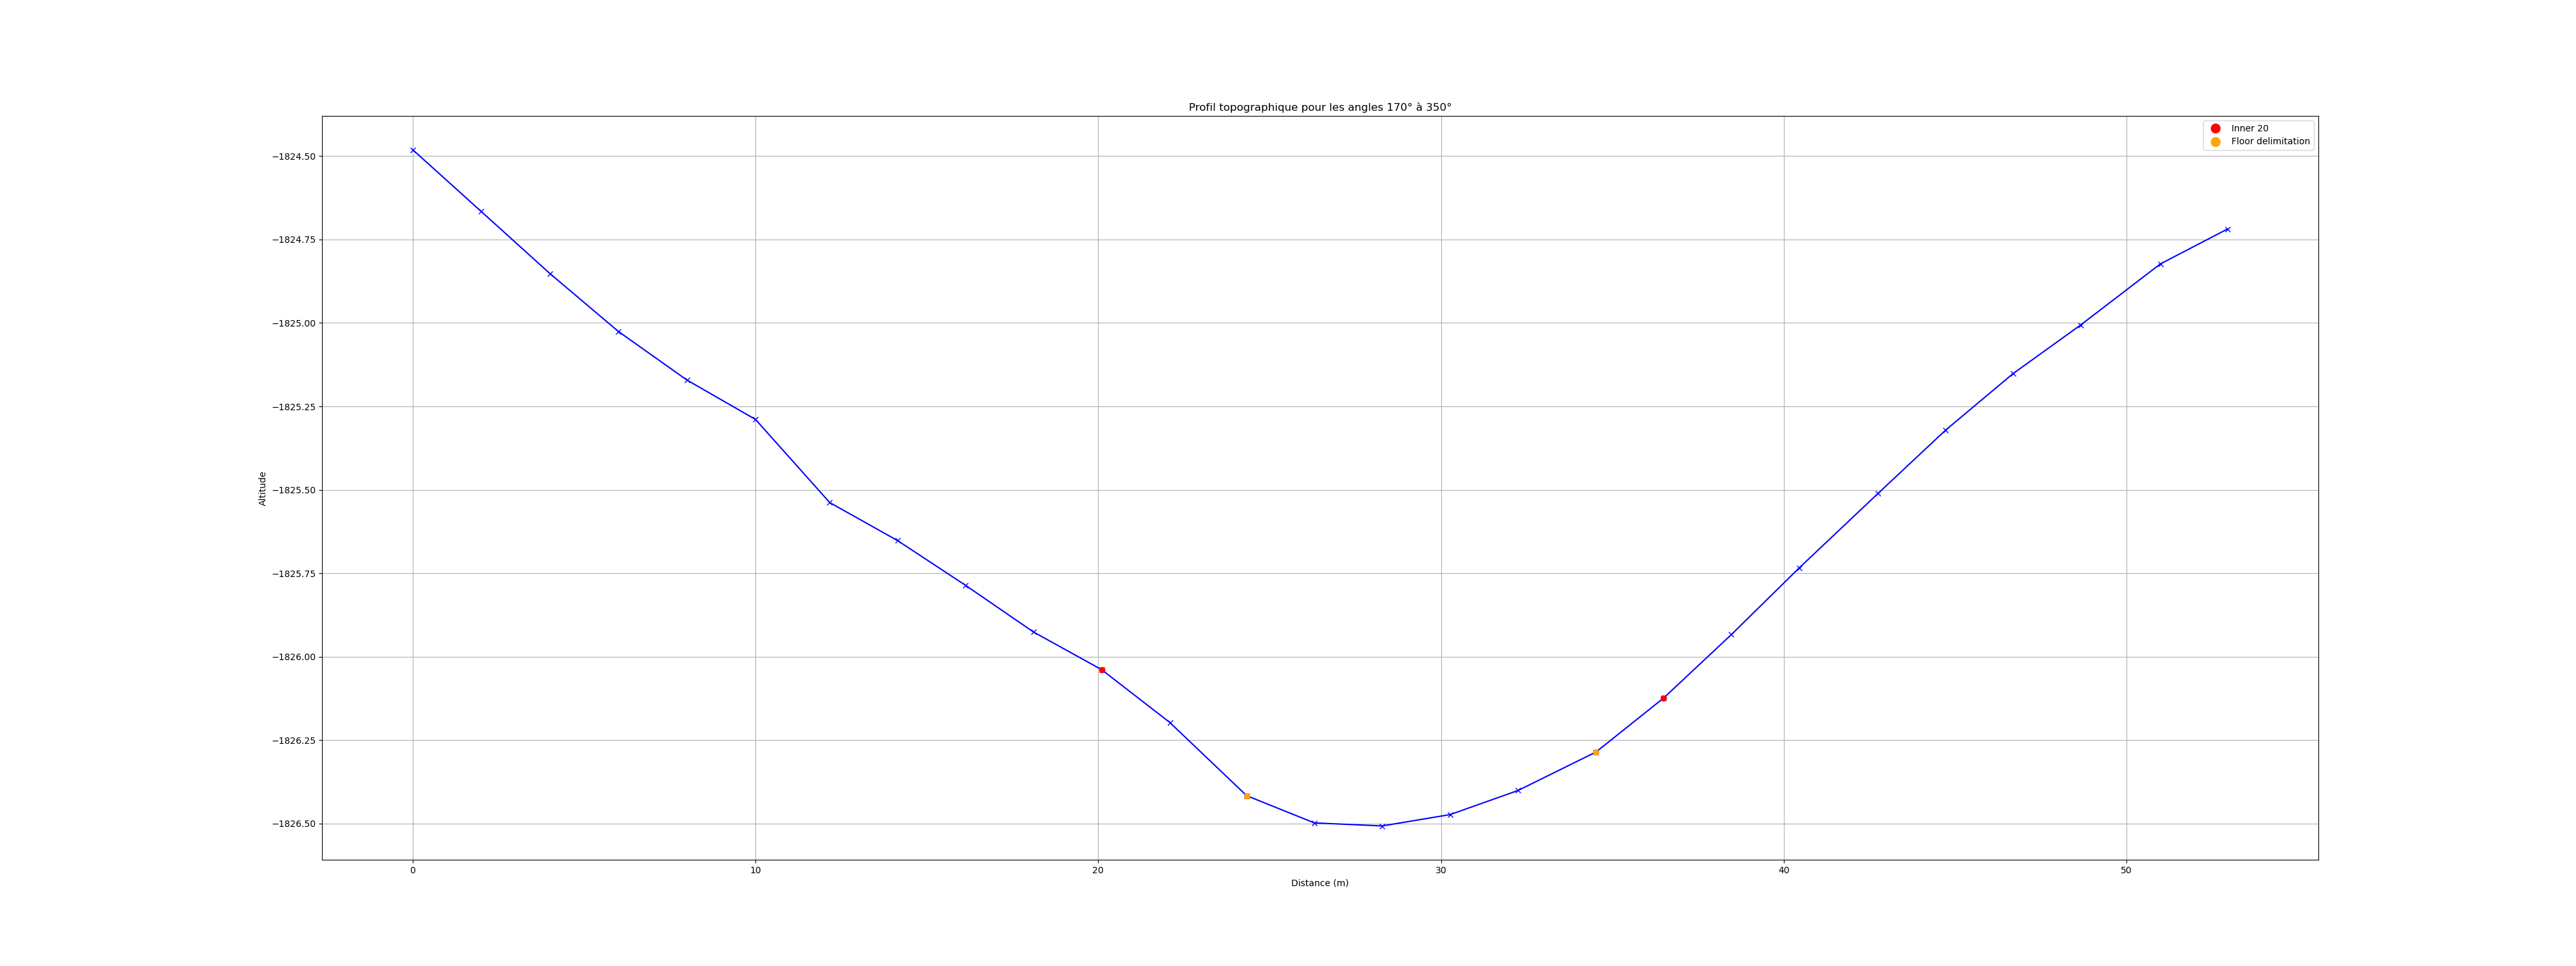 Profil topographique pour les angles 170° à 350°
Inner 20
Floor delimitation
−1824.50
−1824.75
−1825.00
−1825.25
−1825.50
−1825.75
−1826.00
−1826.25
−1826.50
Altitude
0 10 20 30 40 50
Distance (m)